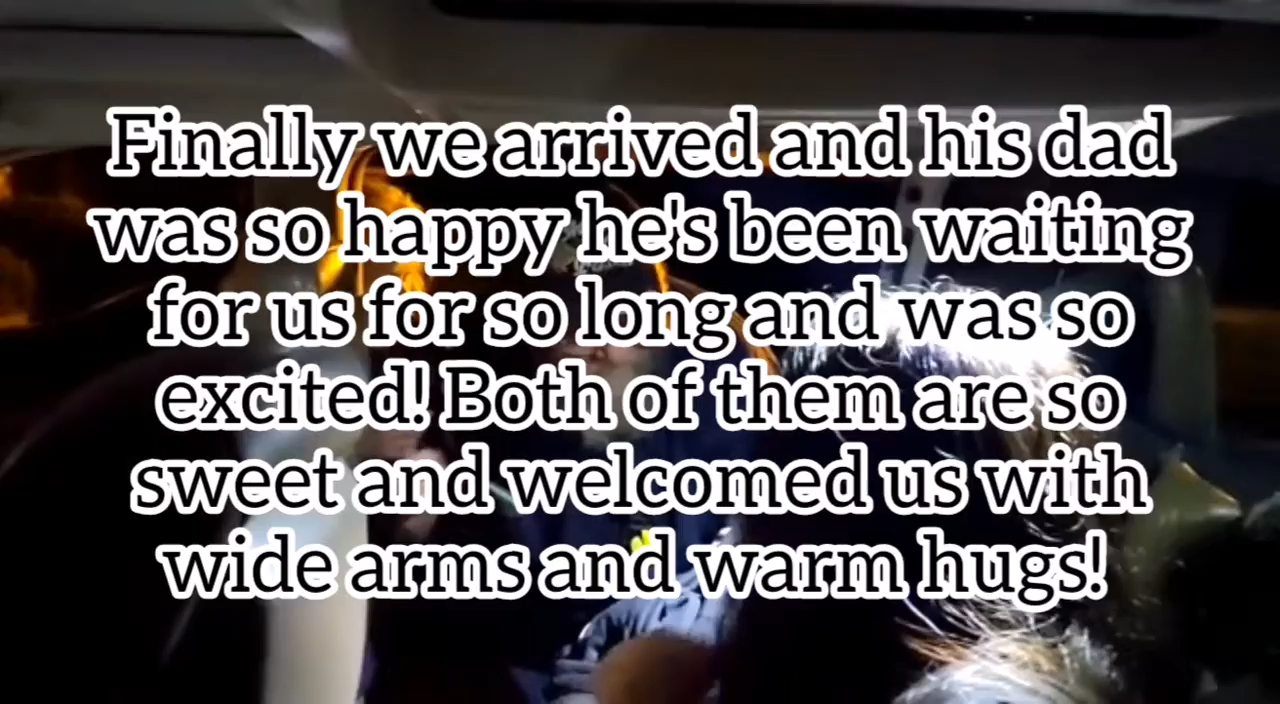 Finally we arrived and his dad
was so happy he's been waiting
for us for so long and was so
excited! Both of them are so
sweet and welcomed us with
wide arms and warm hugs!